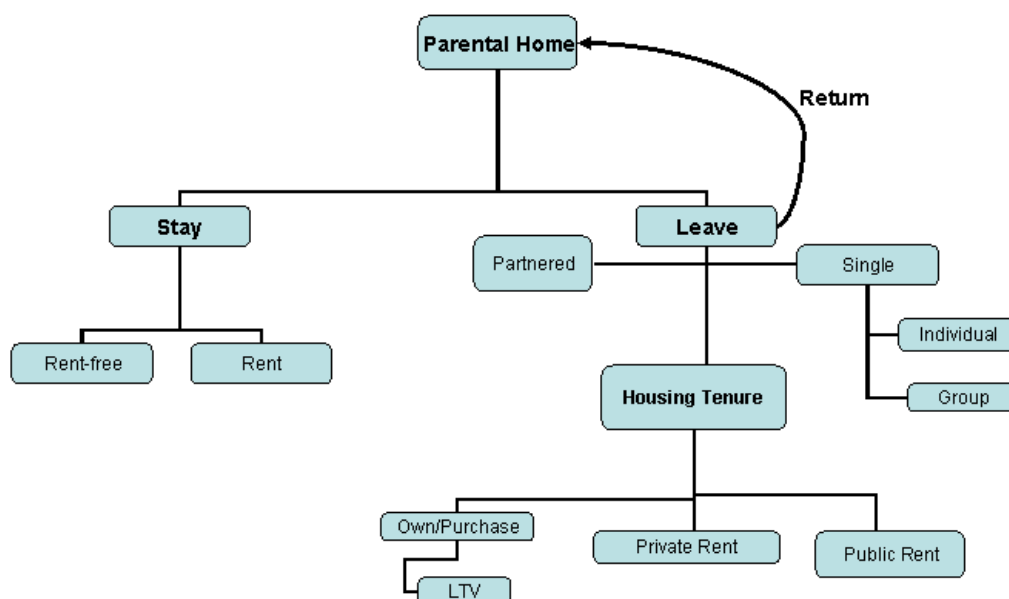 Parental Home
Return
Stay
Leave
Partnered
Single
Rent-free
Rent
Individual
Housing Tenure
Group
Own/Purchase
Private Rent
Public Rent
LTV